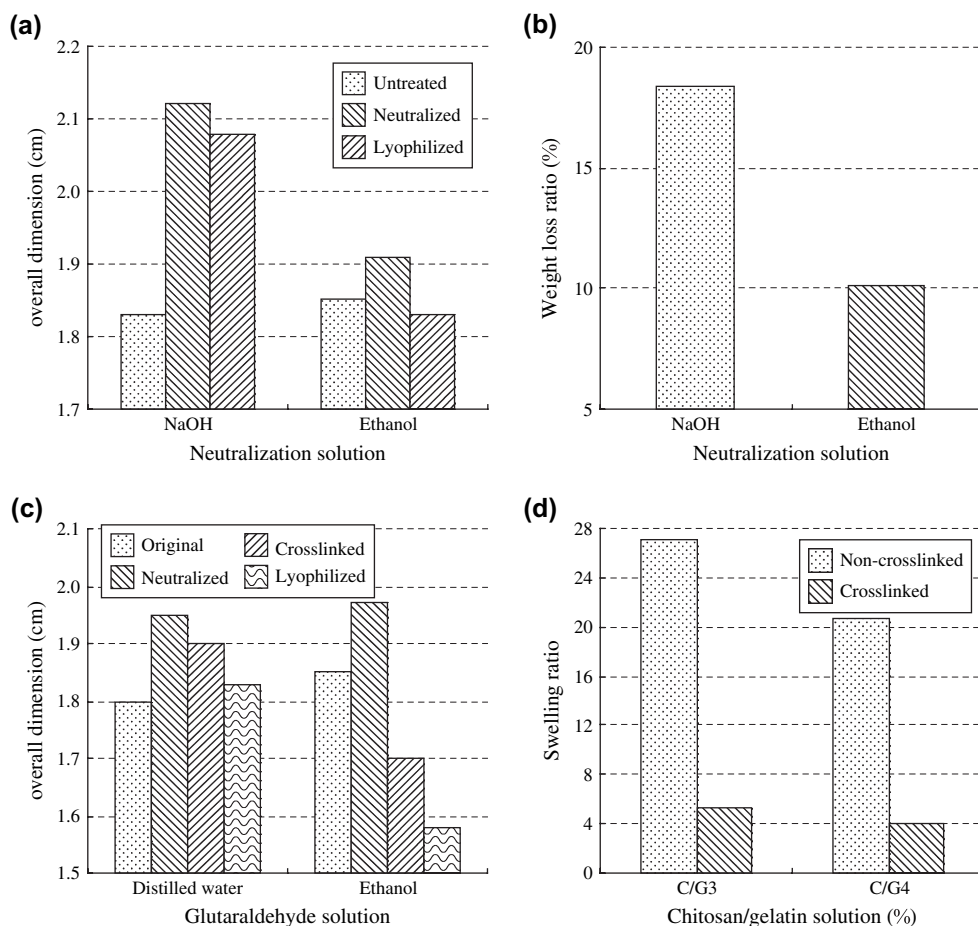 (a)
2.2
2.1
2.0
1.9
1.8
1.7
overall dimension (cm)
Untreated
Neutralized
Lyophilized
NaOH
Ethanol
Neutralization solution
(b)
20
15
10
5
Weight loss ratio (%)
NaOH
Ethanol
Neutralization solution
(c)
2.1
2.0
1.9
1.8
1.7
1.6
1.5
overall dimension (cm)
Original
Crosslinked
Neutralized
Lyophilized
Distilled water
Ethanol
Glutaraldehyde solution
(d)
28
24
20
16
12
8
4
0
Swelling ratio
Non-crosslinked
Crosslinked
C/G3
C/G4
Chitosan/gelatin solution (%)